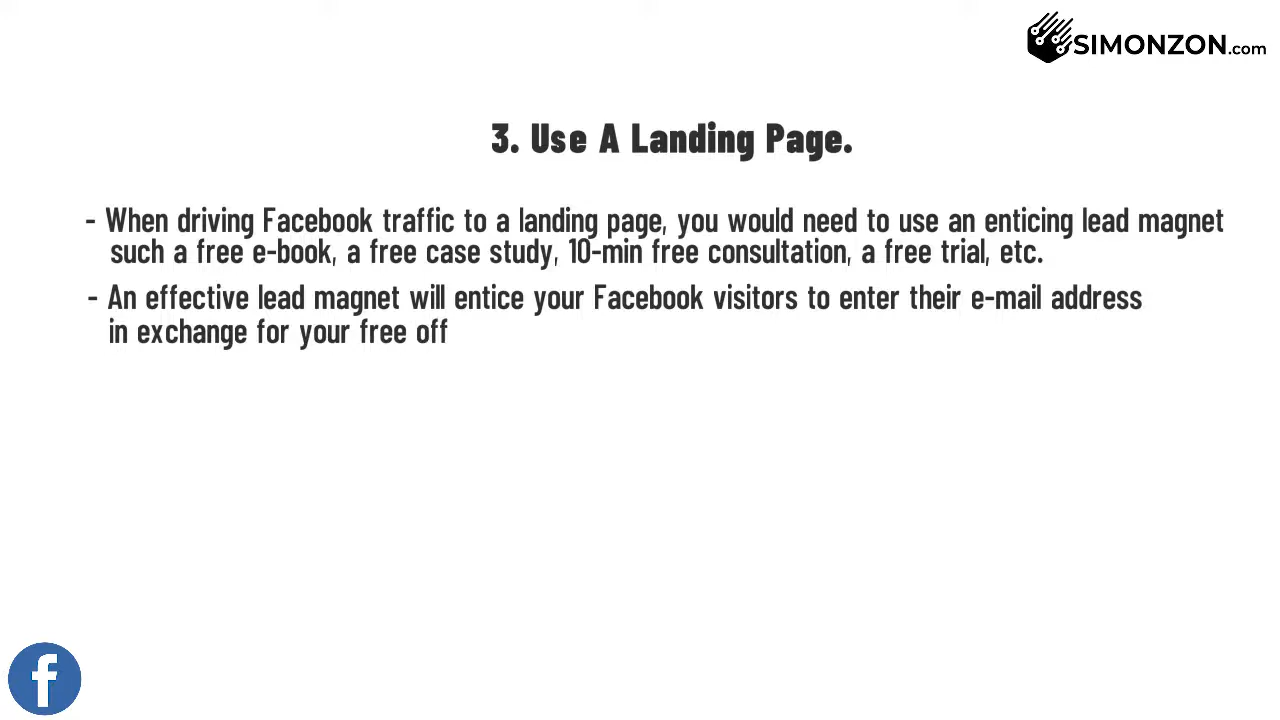 SIMONZON.com
3. Use A Landing Page.
- When driving Facebook traffic to a landing page, you would need to use an enticing lead magnet
such a free e-book, a free case study, 10-min free consultation, a free trial, etc.
- An effective lead magnet will entice your Facebook visitors to enter their e-mail address
in exchange for your free off
f